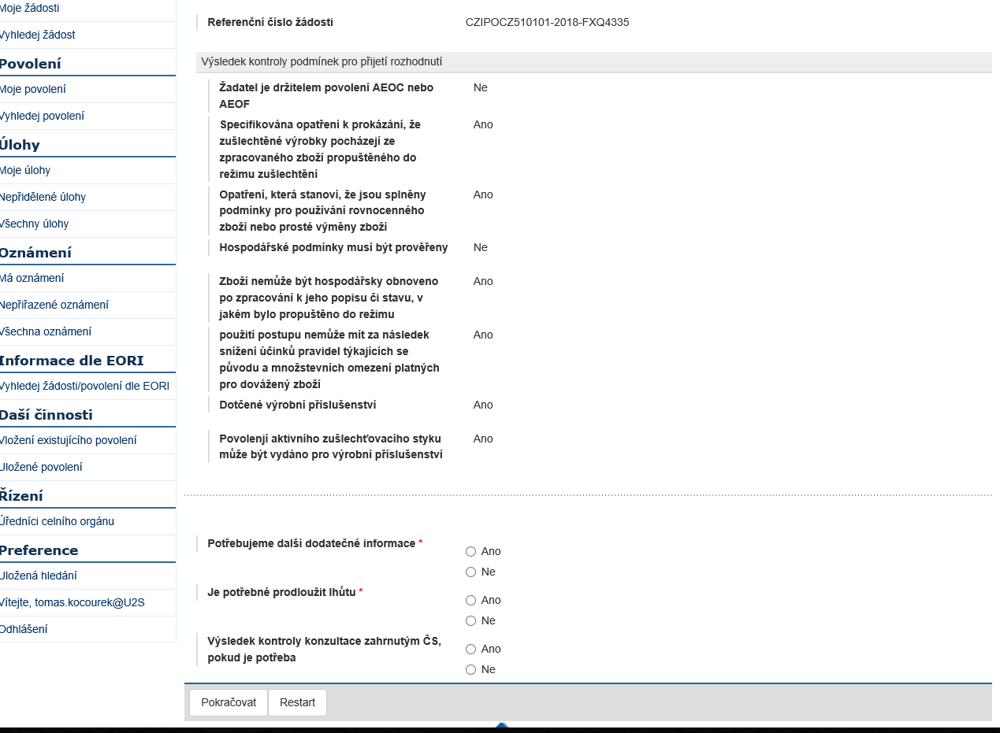 Moje žádosti
Vyhledej žádost
Povolení
Moje povolení
Vyhledej povolení
Úlohy
Moje úlohy
Nepřidělené úlohy
Všechny úlohy
Oznámení
Má oznámení
Nepřiřazené oznámení
Všechna oznámení
Informace dle EORI
Vyhledej žádosti/povolení dle EORI
Daší činnosti
Vložení existujícího povolení
Uložené povolení
Řízení
Úředníci celního orgánu
Preference
Uložená hledání
Vítejte, tomas.kocourek@U2S
Odhlášení
Referenční číslo žádosti CZIPOCZ510101-2018-FXQ4335
Výsledek kontroly podmínek pro přijetí rozhodnutí
Žadatel je držitelem povolení AEOC nebo Ne
AEOF
Specifikována opatření k prokázání, že Ano
zušlechtěné výrobky pocházejí ze
zpracovaného zboží propuštěného do
režimu zušlechtění
Opatření, která stanoví, že jsou splněny Ano
podmínky pro používání rovnocenného
zboží nebo prosté výměny zboží
Hospodářské podmínky musí být prověřeny Ne
Zboží nemůže být hospodářsky obnoveno Ano
po zpracování k jeho popisu či stavu, v
jakém bylo propuštěno do režimu
použití postupu nemůže mít za následek Ano
snížení účinků pravidel týkajících se
původu a množstevních omezení platných
pro dovážený zboží
Dotčené výrobní příslušenství Ano
Povolenjí aktivního zušlechťovacího styku Ano
může být vydáno pro výrobní příslušenství
Potřebujeme další dodatečné informace *
Ano
Ne
Je potřebné prodloužit lhůtu *
Ano
Ne
Výsledek kontroly konzultace zahrnutým ČS,
pokud je potřeba
Ano
Ne
Pokračovat Restart